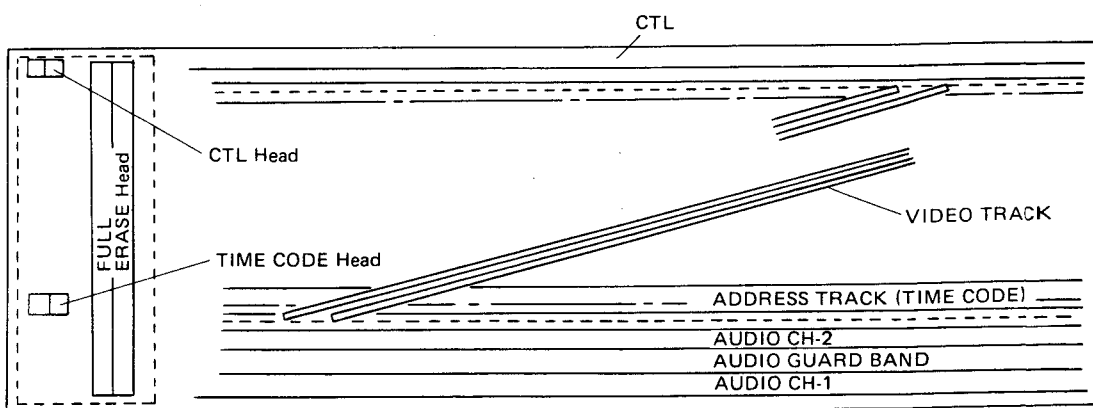 CTL
CTL Head
FULL
ERASE Head
TIME CODE Head
VIDEO TRACK
ADDRESS TRACK (TIME CODE)
AUDIO CH-2
AUDIO GUARD BAND
AUDIO CH-1